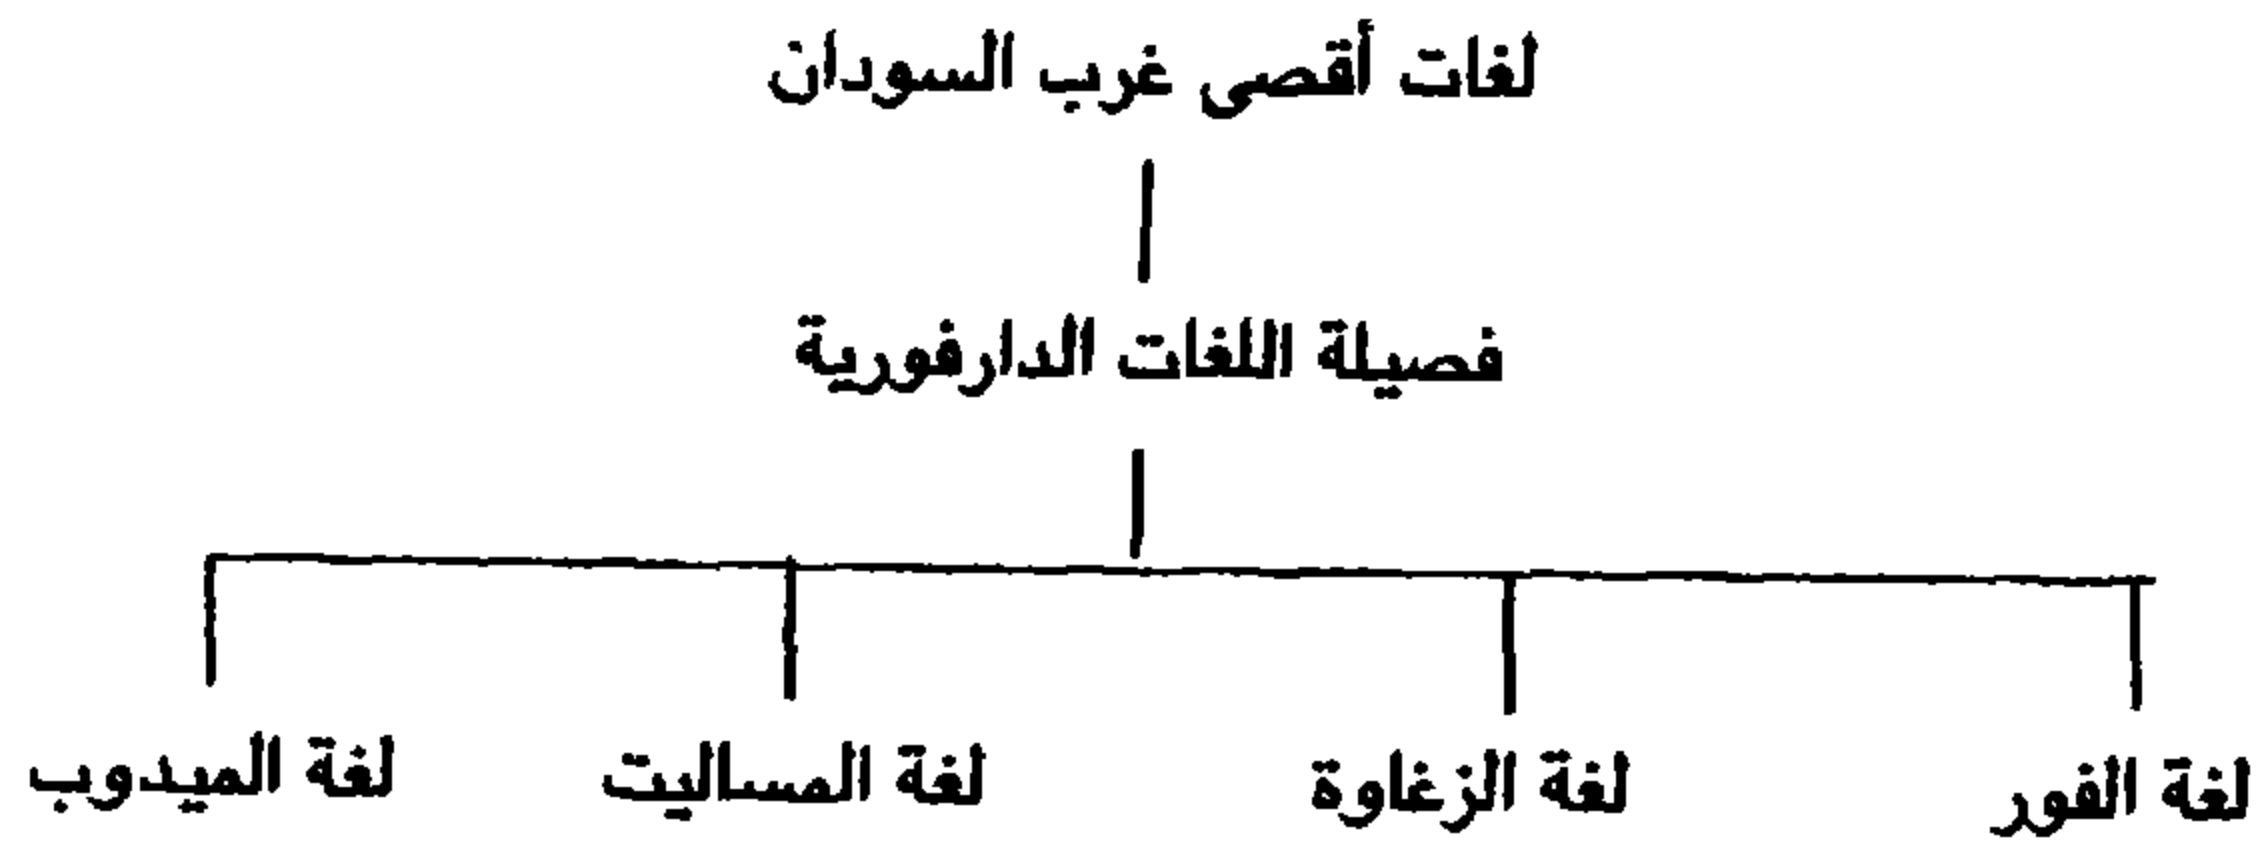 لغات أقصى غرب السودان
فصيلة اللغات الدارفورية
لغة الفور
لغة الزغاوة
لغة المساليت
لغة الميدوب